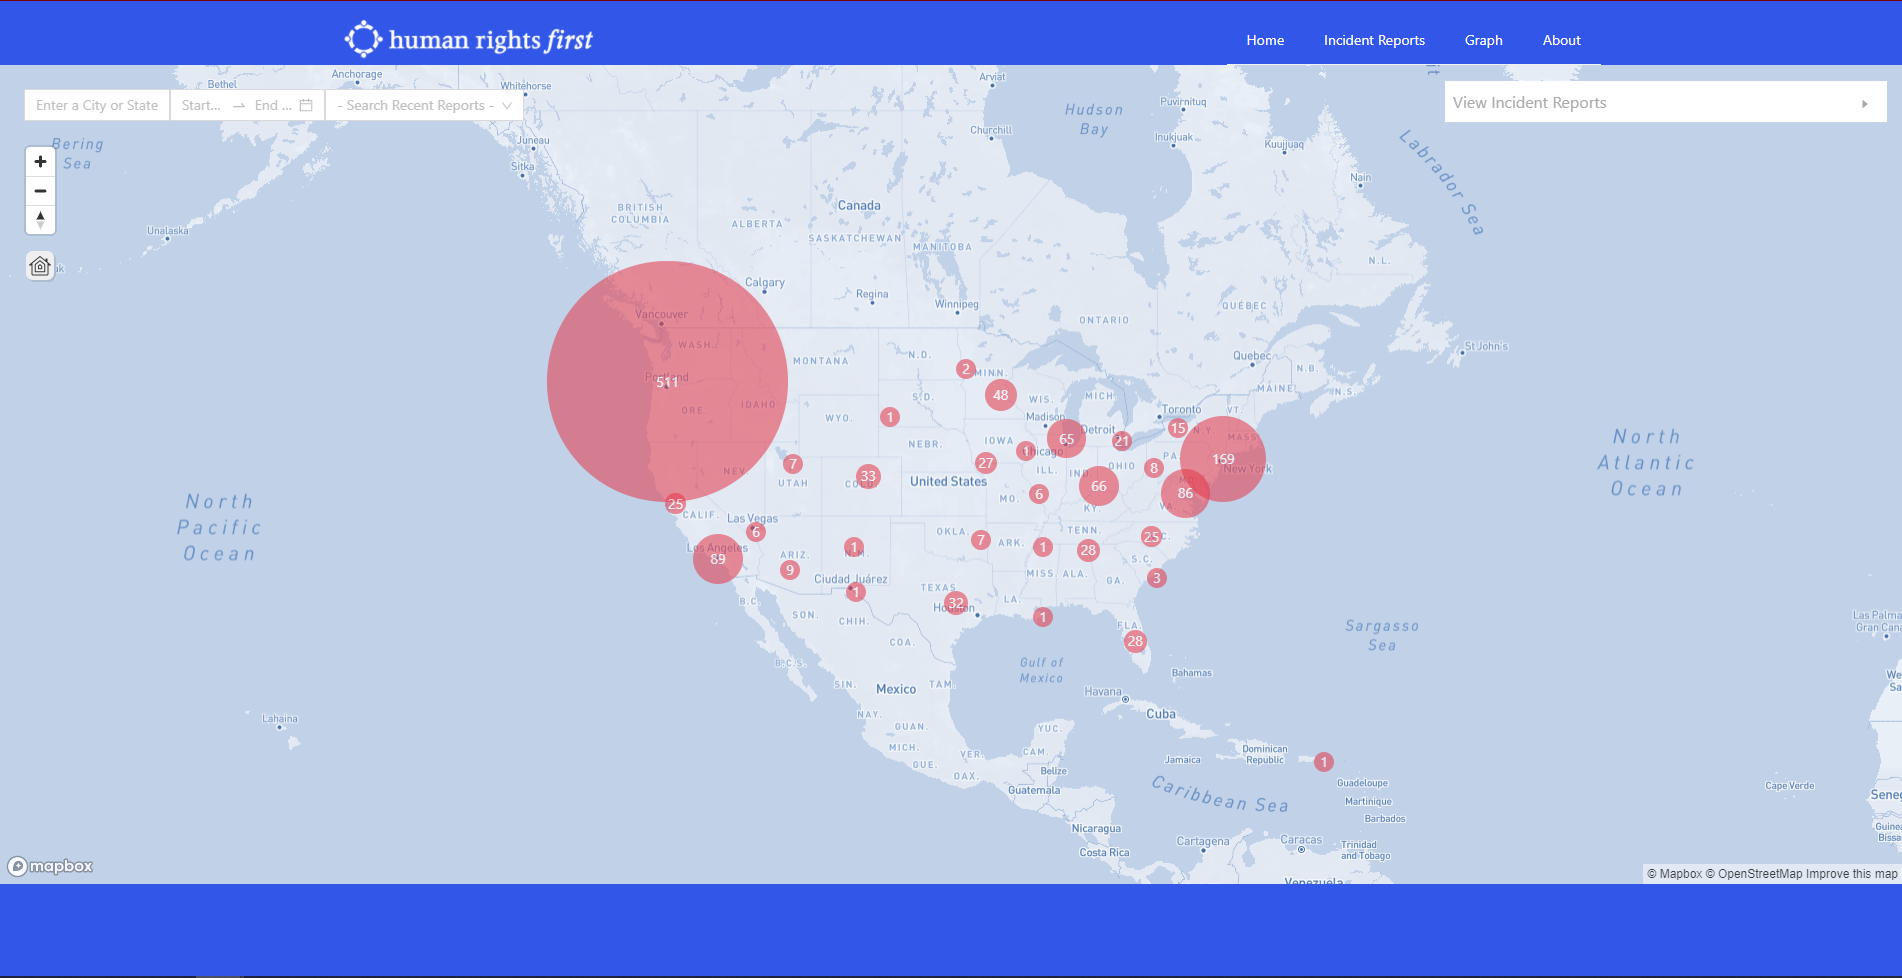 human rights first
Home
Incident Reports
Graph
About
Enter a City or State
Start...
End ...
- Search Recent Reports -
View Incident Reports
Anchorage
Bethel
Whitehorse
Arviat
Puvirnituq
Hudson
Bay
Churchill
Inukjuak
Kuujjuaq
Labrador Sea
Bering
Sea
Juneau
Sitka
Nain
Unalaska
BRITISH
COLUMBIA
Canada
ALBERTA
SASKATCHEWAN
MANITOBA
N.L.
Calgary
Regina
Winnipeg
QUÉBEC
ONTARIO
Vancouver
WASH.
MONTANA
N.D.
MINN.
2
Quebec
St John's
N.B.
MAINE
N.S.
Portland
511
ORE.
IDAHO
WYO.
1
S.D.
48
WIS.
MICH.
Madison
Toronto
VT.
15
N.Y.
MASS.
Detroit
65
21
NEBR.
IOWA
1
Chicago
7
NEV.
UTAH
33
COLO.
27
United States
ILL.
IND.
OHIO
PA.
8
169
New York
MO.
6
66
KY.
86
MD.
VA.
25
CALIF.
Las Vegas
6
Los Angeles
89
ARIZ.
9
1
N.M.
OKLA.
7
ARK.
1
TENN.
28
25
N.C.
S.C.
MISS.
ALA.
GA.
3
Ciudad Juárez
1
TEXAS
32
Houston
LA.
1
FLA.
28
B.C.
SON.
CHIH.
COA.
B.C.S.
SIN.
Mexico
TAM.
NAY.
GUAN.
MICH.
GUE.
VER.
OAX.
YUC.
CAM.
Gulf of
Mexico
North
Pacific
Ocean
North
Atlantic
Ocean
Sargasso
Sea
Lahaina
Bahamas
Havana
Cuba
Jamaica
Dominican
Republic
1
Belize
Guatemala
Caribbean Sea
Guadeloupe
Martinique
Barbados
Nicaragua
Costa Rica
Cartagena
Caracas
Trinidad
and Tobago
Venezuela
Las Palma
Gran Cana
We
Sa
Cape Verde
Seneg
Guinea
Bissa
mapbox
© Mapbox © OpenStreetMap Improve this map